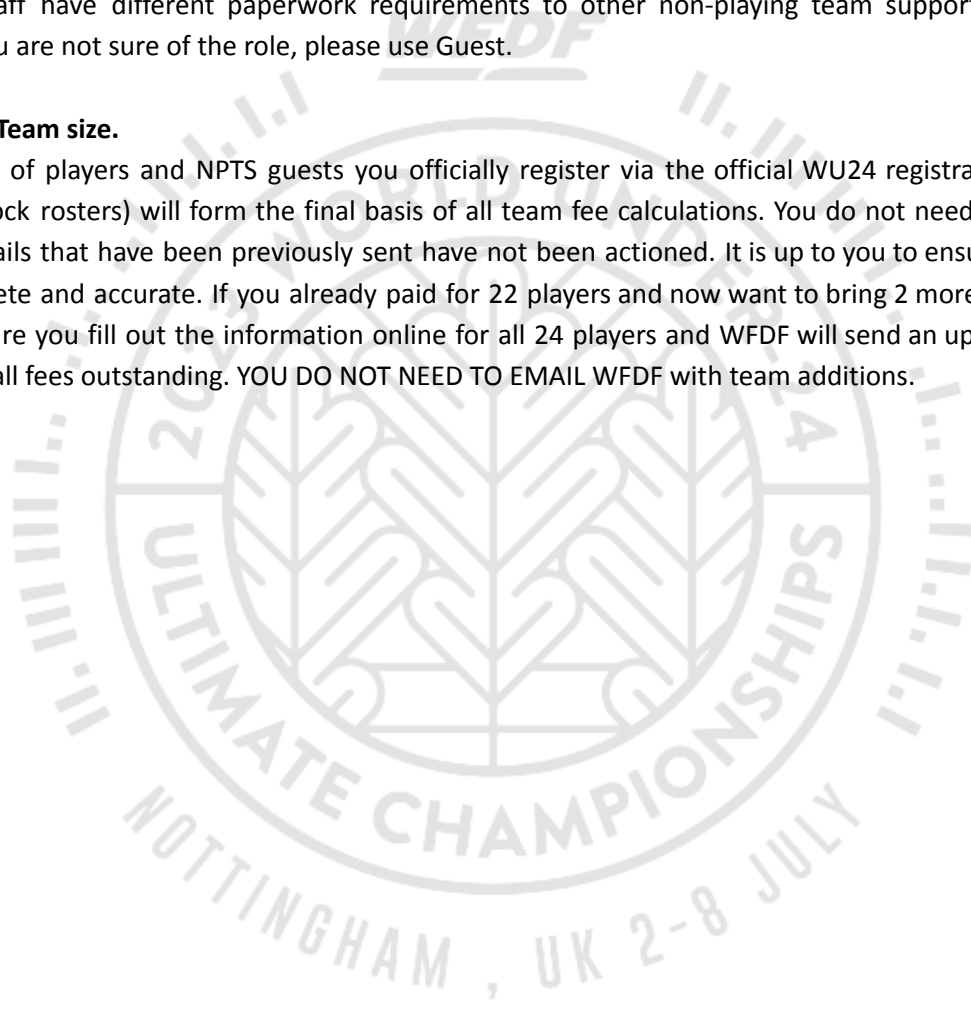 aff have different paperwork requirements to other non-playing team support
u are not sure of the role, please use Guest.
Team size.
of players and NPTS guests you officially register via the official WU24 registra
ock rosters) will form the final basis of all team fee calculations. You do not need
ails that have been previously sent have not been actioned. It is up to you to ensu
ete and accurate. If you already paid for 22 players and now want to bring 2 more
re you fill out the information online for all 24 players and WFDF will send an up
all fees outstanding. YOU DO NOT NEED TO EMAIL WFDF with team additions.
WFDF
2023 WORLD UNDER-24
ULTIMATE CHAMPIONSHIPS
NOTTINGHAM , UK 2-8 JULY